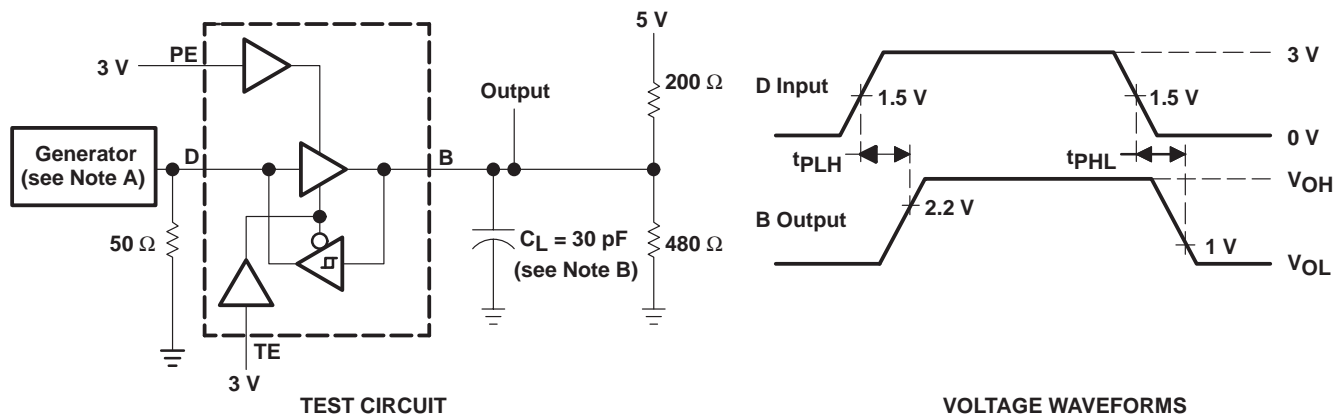 5 V
PE
3 V
200 Ω
Output
Generator
(see Note A)
D
B
50 Ω
CL = 30 pF
(see Note B)
480 Ω
TE
3 V
TEST CIRCUIT
3 V
D Input
1.5 V
1.5 V
0 V
tPLH
tPHL
VOH
B Output
2.2 V
1 V
VOL
VOLTAGE WAVEFORMS